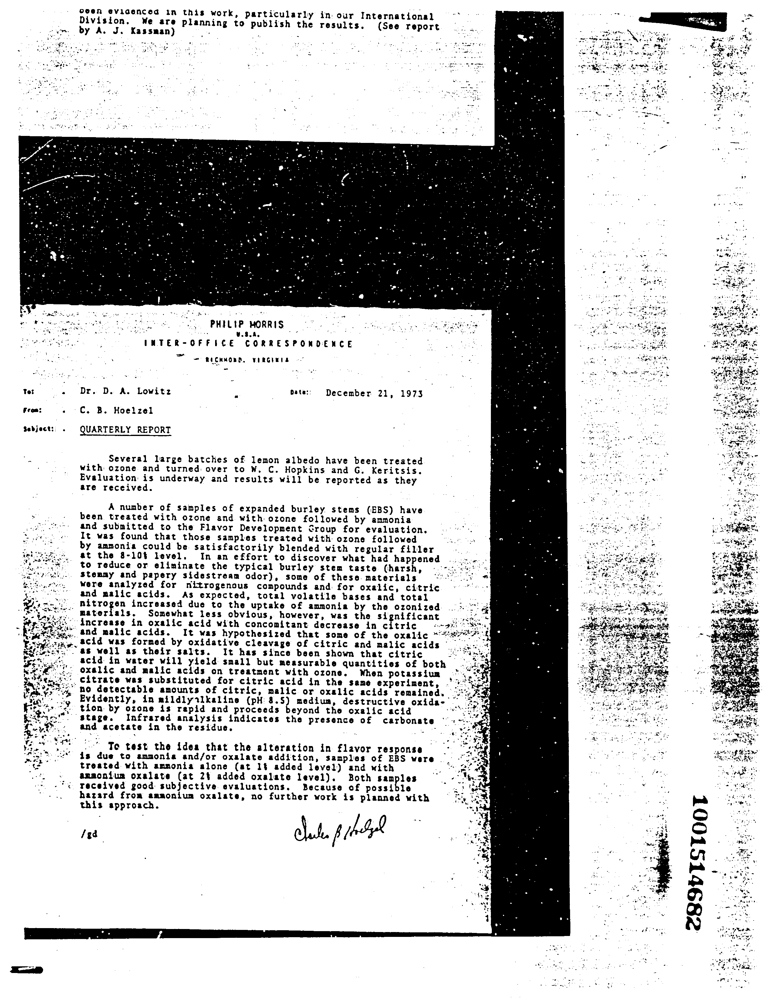 been evidenced in this work, particularly in our International
Division. We are planning to publish the results. (See report
by A. J. Kassman)
PHILIP MORRIS
U.S.A.
INTER-OFFICE CORRESPONDENCE
RICHMOND, VIRGINIA
To: . Dr. D. A. Lowitz Date: December 21, 1973
From: . C. B. Hoelzel
Subject: . QUARTERLY REPORT
Several large batches of lemon albedo have been treated
with ozone and turned over to W. C. Hopkins and G. Keritsis.
Evaluation is underway and results will be reported as they
are received.
A number of samples of expanded burley stems (EBS) have
been treated with ozone and with ozone followed by ammonia
and submitted to the Flavor Development Group for evaluation.
It was found that those samples treated with ozone followed
by ammonia could be satisfactorily blended with regular filler
at the 8-10% level. In an effort to discover what had happened
to reduce or eliminate the typical burley stem taste (harsh,
stemmy and papery sidestream odor), some of these materials
were analyzed for nitrogenous compounds and for oxalic, citric
and malic acids. As expected, total volatile bases and total
nitrogen increased due to the uptake of ammonia by the ozonized
materials. Somewhat less obvious, however, was the significant
increase in oxalic acid with concomitant decrease in citric
and malic acids. It was hypothesized that some of the oxalic
acid was formed by oxidative cleavage of citric and malic acids
as well as their salts. It has since been shown that citric
acid in water will yield small but measurable quantities of both
oxalic and malic acids on treatment with ozone. When potassium
citrate was substituted for citric acid in the same experiment,
no detectable amounts of citric, malic or oxalic acids remained.
Evidently, in mildly alkaline (pH 8.5) medium, destructive oxida-
tion by ozone is rapid and proceeds beyond the oxalic acid
stage. Infrared analysis indicates the presence of carbonate
and acetate in the residue.
To test the idea that the alteration in flavor response
is due to ammonia and/or oxalate addition, samples of EBS were
treated with ammonia alone (at 1% added level) and with
ammonium oxalate (at 2% added oxalate level). Both samples
received good subjective evaluations. Because of possible
hazard from ammonium oxalate, no further work is planned with
this approach.
/gd Charles B Hoelzel
1001514682